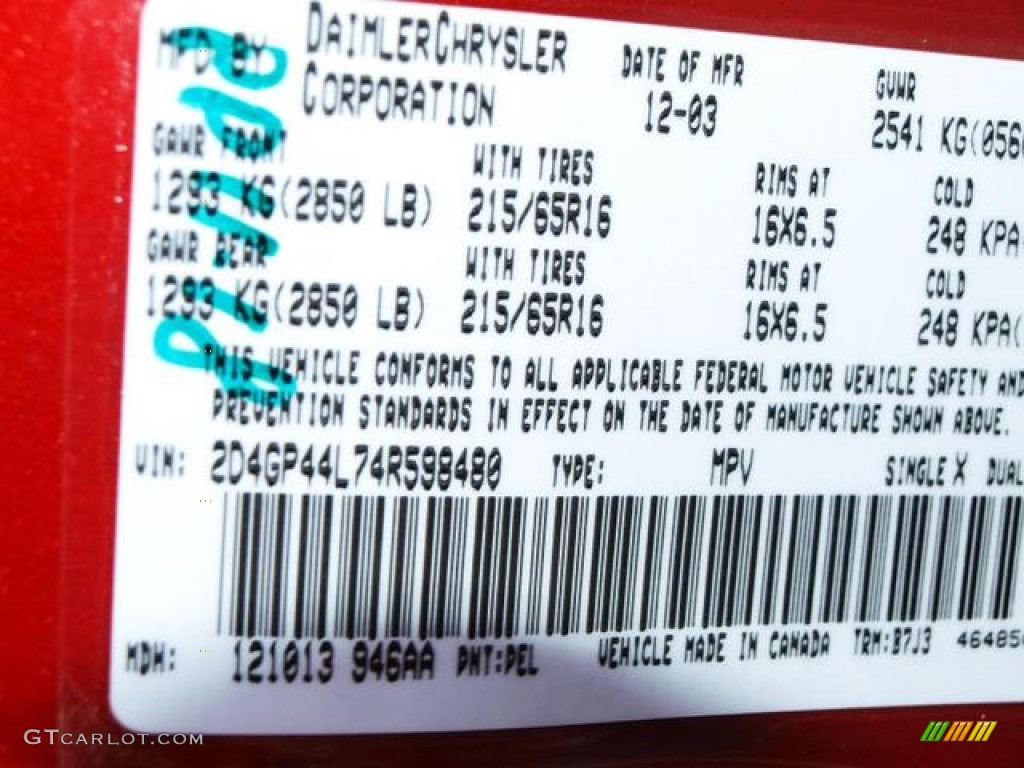 MFD BY DAIMLERCHRYSLER CORPORATION DATE OF MFR 12-03 GVWR 2541 KG(056
GAWR FRONT WITH TIRES RIMS AT COLD
1293 KG(2850 LB) 215/65R16 16X6.5 248 KPA(
GAWR REAR WITH TIRES RIMS AT COLD
1293 KG(2850 LB) 215/65R16 16X6.5 248 KPA(
THIS VEHICLE CONFORMS TO ALL APPLICABLE FEDERAL MOTOR VEHICLE SAFETY AND
PREVENTION STANDARDS IN EFFECT ON THE DATE OF MANUFACTURE SHOWN ABOVE.
VIN: 2D4GP44L74R598480 TYPE: MPV SINGLE X DUAL
MDH: 121013 946AA PNT:PEL VEHICLE MADE IN CANADA TRM:B7J3 46485
GTCARLOT.COM